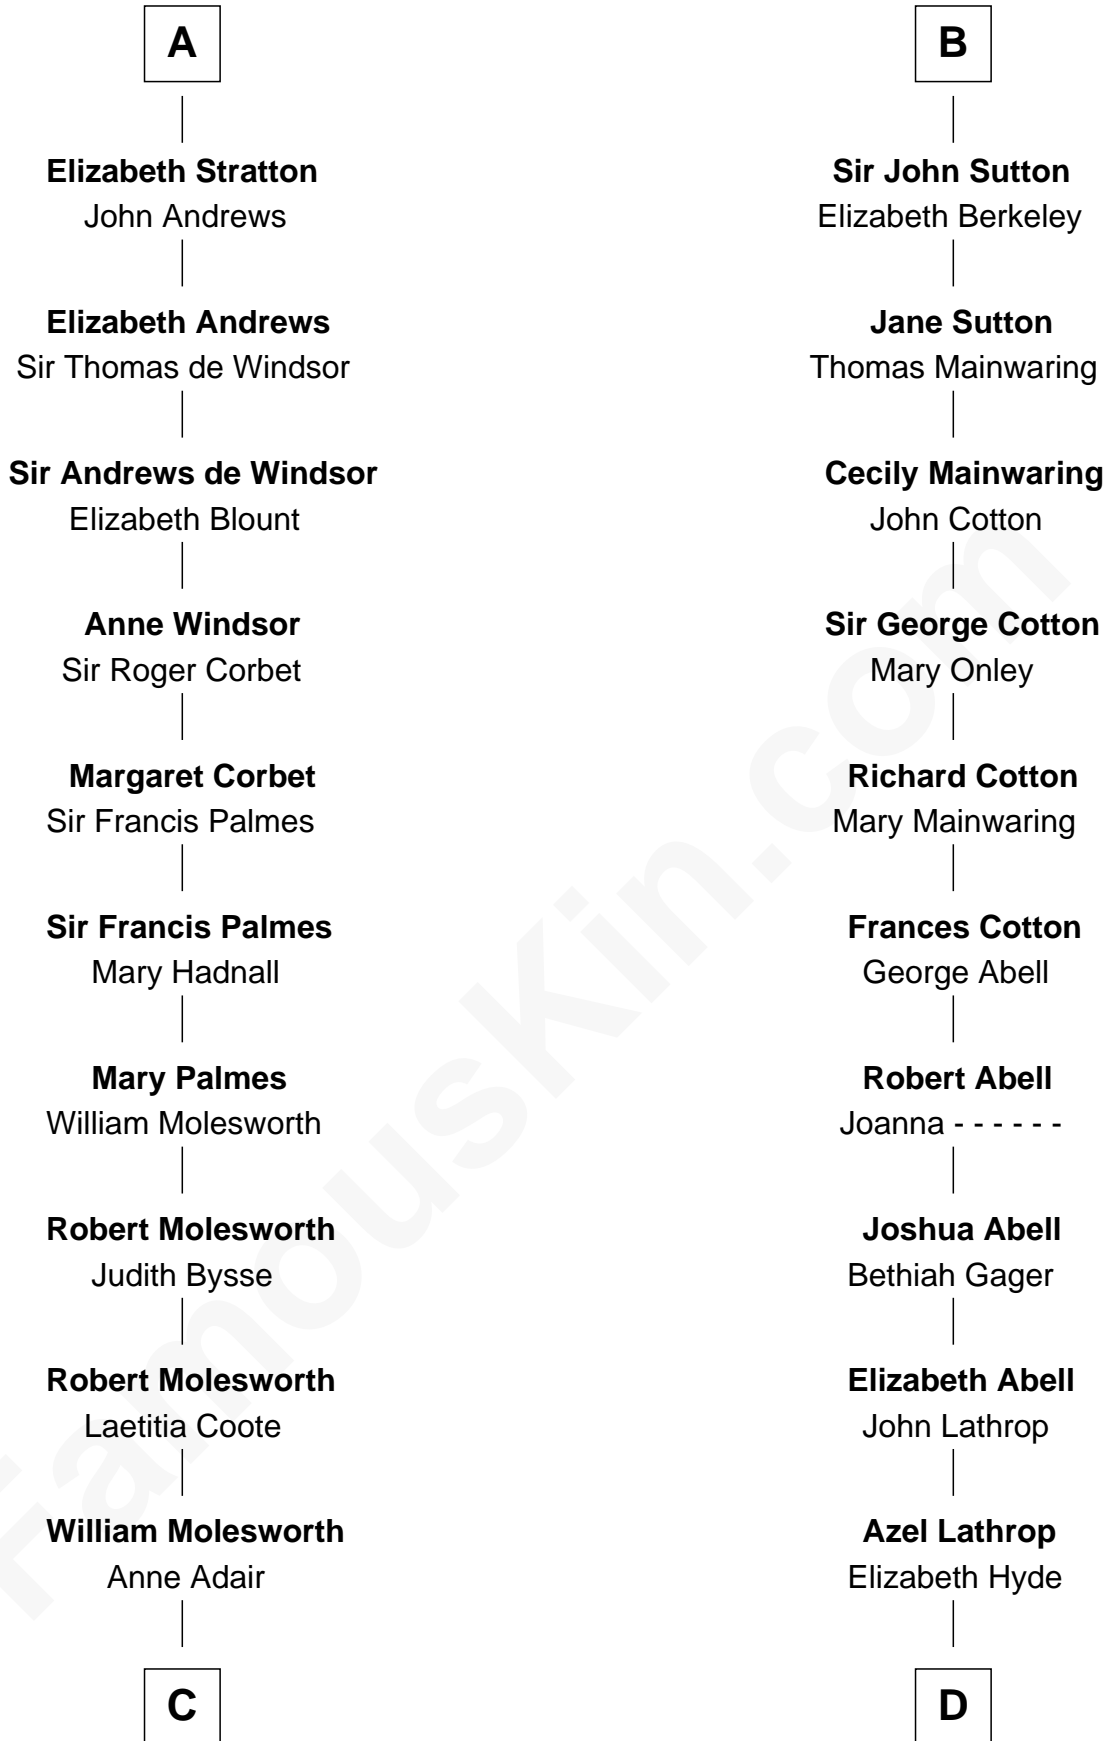 A
Elizabeth Stratton
John Andrews
Elizabeth Andrews
Sir Thomas de Windsor
Sir Andrews de Windsor
Elizabeth Blount
Anne Windsor
Sir Roger Corbet
Margaret Corbet
Sir Francis Palmes
Sir Francis Palmes
Mary Hadnall
Mary Palmes
William Molesworth
Robert Molesworth
Judith Bysse
Robert Molesworth
Laetitia Coote
William Molesworth
Anne Adair
C
B
Sir John Sutton
Elizabeth Berkeley
Jane Sutton
Thomas Mainwaring
Cecily Mainwaring
John Cotton
Sir George Cotton
Mary Onley
Richard Cotton
Mary Mainwaring
Frances Cotton
George Abell
Robert Abell
Joanna - - - - - -
Joshua Abell
Bethiah Gager
Elizabeth Abell
John Lathrop
Azel Lathrop
Elizabeth Hyde
D
FamousKin.com